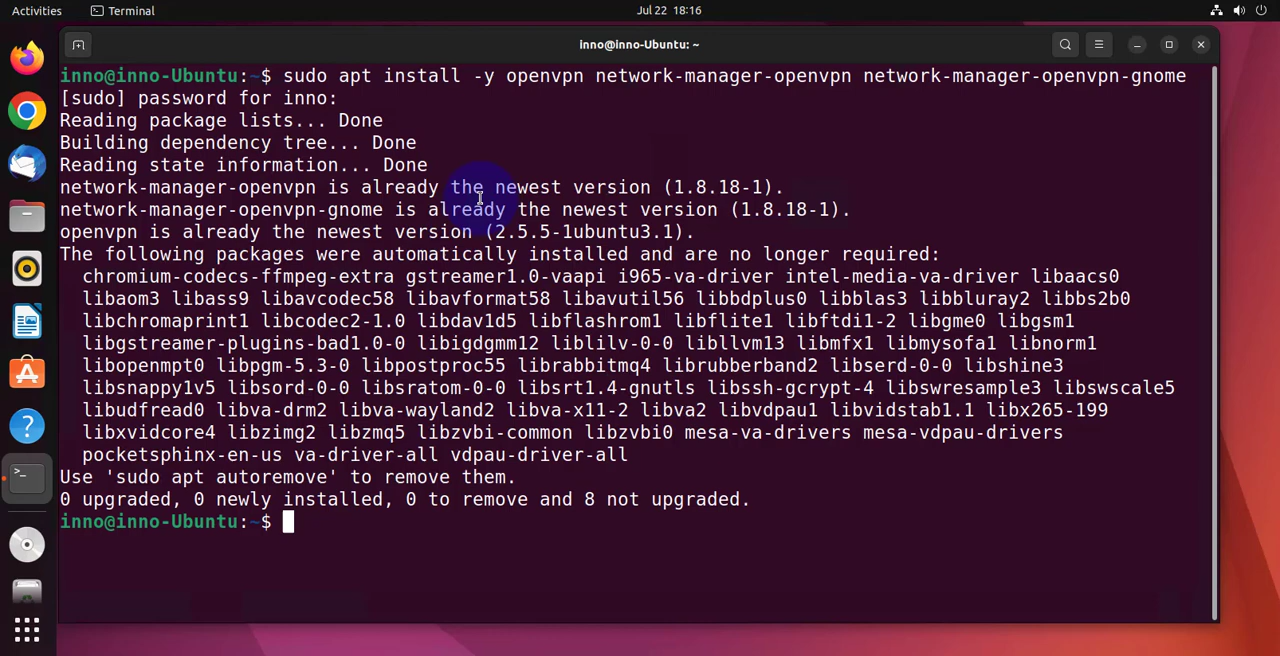 Activities
Terminal
Jul 22 18:16
inno@inno-Ubuntu: ~
inno@inno-Ubuntu:~$ sudo apt install -y openvpn network-manager-openvpn network-manager-openvpn-gnome
[sudo] password for inno:
Reading package lists... Done
Building dependency tree... Done
Reading state information... Done
network-manager-openvpn is already the newest version (1.8.18-1).
network-manager-openvpn-gnome is already the newest version (1.8.18-1).
openvpn is already the newest version (2.5.5-1ubuntu3.1).
The following packages were automatically installed and are no longer required:
  chromium-codecs-ffmpeg-extra gstreamer1.0-vaapi i965-va-driver intel-media-va-driver libaacs0
  libaom3 libass9 libavcodec58 libavformat58 libavutil56 libbdplus0 libblas3 libbluray2 libbs2b0
  libchromaprint1 libcodec2-1.0 libdav1d5 libflashrom1 libflite1 libftdi1-2 libgme0 libgsm1
  libgstreamer-plugins-bad1.0-0 libigdgmm12 liblilv-0-0 libllvm13 libmfx1 libmysofa1 libnorm1
  libopenmpt0 libpgm-5.3-0 libpostproc55 librabbitmq4 librubberband2 libserd-0-0 libshine3
  libsnappy1v5 libsord-0-0 libsratom-0-0 libsrt1.4-gnutls libssh-gcrypt-4 libswresample3 libswscale5
  libudfread0 libva-drm2 libva-wayland2 libva-x11-2 libva2 libvdpau1 libvidstab1.1 libx265-199
  libxvidcore4 libzimg2 libzmq5 libzvbi-common libzvbi0 mesa-va-drivers mesa-vdpau-drivers
  pocketsphinx-en-us va-driver-all vdpau-driver-all
Use 'sudo apt autoremove' to remove them.
0 upgraded, 0 newly installed, 0 to remove and 8 not upgraded.
inno@inno-Ubuntu:~$